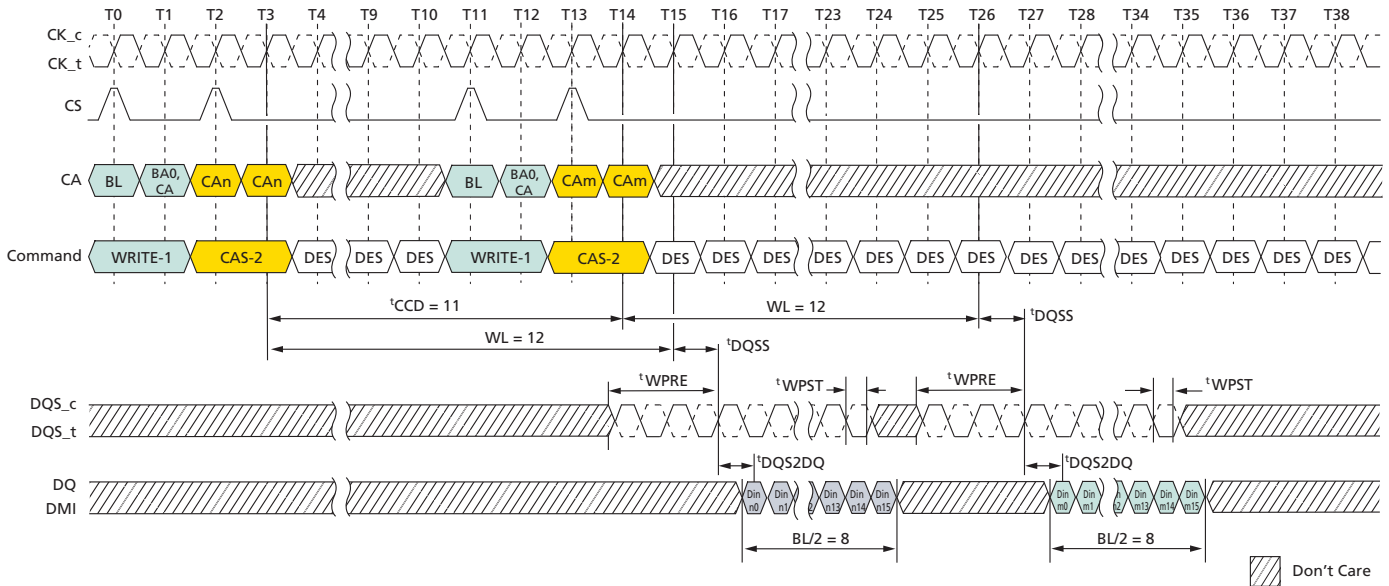 T0 T1 T2 T3 T4 T9 T10 T11 T12 T13 T14 T15 T16 T17 T23 T24 T25 T26 T27 T28 T34 T35 T36 T37 T38
CK_c
CK_t
CS
CA BL BA0, CA CAn CAn BL BA0, CA CAm CAm
Command WRITE-1 CAS-2 DES DES DES WRITE-1 CAS-2 DES DES DES DES DES DES DES DES DES DES DES DES DES DES
tCCD = 11 WL = 12 tDQSS
WL = 12 tDQSS
tWPRE tWPST tWPRE tWPST
DQS_c
DQS_t
tDQS2DQ tDQS2DQ
DQ Din n0 Din n1 Din n13 Din n14 Din n15 Din m0 Din m1 Din m13 Din m14 Din m15
DMI
BL/2 = 8 BL/2 = 8
Don't Care